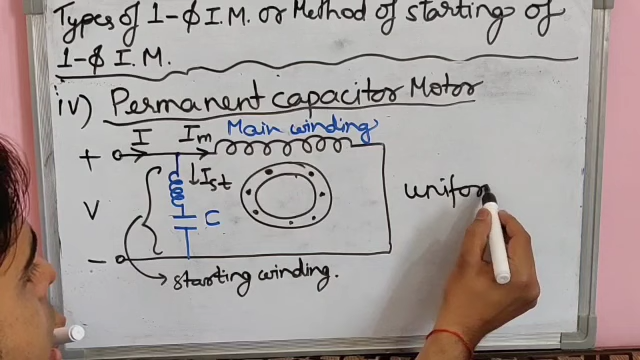 Types of 1-ϕ I.M. or Method of starting of
1-ϕ I.M.
iv) Permanent capacitor Motor
I Im Main winding
+
Ist
V
C
unifor
-
starting winding.